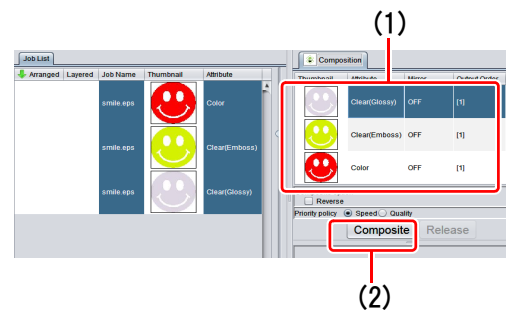 (1)
Job List
Composition
Arranged Layered Job Name Thumbnail Attribute
Thumbnail Attribute Mirror Output Order
smile.eps Color
Clear(Glossy) OFF [1]
smile.eps Clear(Emboss)
Clear(Emboss) OFF [1]
smile.eps Clear(Glossy)
Color OFF [1]
Reverse
Priority policy Speed Quality
Composite Release
(2)